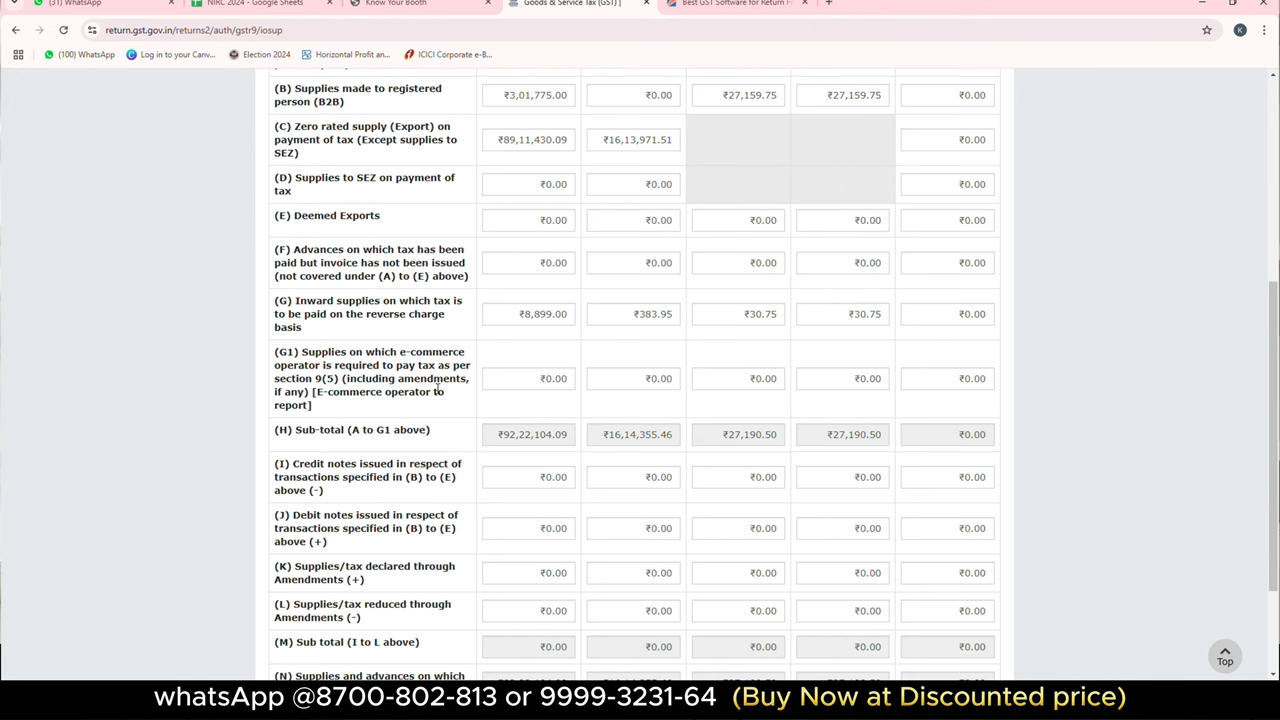 (31) WhatsApp
NIRC 2024 - Google Sheets
Know Your Booth
Goods & Service Tax (GST) |
Best GST Software for Return F
return.gst.gov.in/returns2/auth/gstr9/iosup
K
(100) WhatsApp
Log in to your Canv...
Election 2024
Horizontal Profit an...
ICICI Corporate e-B...
(B) Supplies made to registered
person (B2B)
₹3,01,775.00 ₹0.00 ₹27,159.75 ₹27,159.75 ₹0.00
(C) Zero rated supply (Export) on
payment of tax (Except supplies to
SEZ)
₹89,11,430.09 ₹16,13,971.51 ₹0.00
(D) Supplies to SEZ on payment of
tax
₹0.00 ₹0.00 ₹0.00
(E) Deemed Exports
₹0.00 ₹0.00 ₹0.00 ₹0.00 ₹0.00
(F) Advances on which tax has been
paid but invoice has not been issued
(not covered under (A) to (E) above)
₹0.00 ₹0.00 ₹0.00 ₹0.00 ₹0.00
(G) Inward supplies on which tax is
to be paid on the reverse charge
basis
₹8,899.00 ₹383.95 ₹30.75 ₹30.75 ₹0.00
(G1) Supplies on which e-commerce
operator is required to pay tax as per
section 9(5) (including amendments,
if any) [E-commerce operator to
report]
₹0.00 ₹0.00 ₹0.00 ₹0.00 ₹0.00
(H) Sub-total (A to G1 above)
₹92,22,104.09 ₹16,14,355.46 ₹27,190.50 ₹27,190.50 ₹0.00
(I) Credit notes issued in respect of
transactions specified in (B) to (E)
above (-)
₹0.00 ₹0.00 ₹0.00 ₹0.00 ₹0.00
(J) Debit notes issued in respect of
transactions specified in (B) to (E)
above (+)
₹0.00 ₹0.00 ₹0.00 ₹0.00 ₹0.00
(K) Supplies/tax declared through
Amendments (+)
₹0.00 ₹0.00 ₹0.00 ₹0.00 ₹0.00
(L) Supplies/tax reduced through
Amendments (-)
₹0.00 ₹0.00 ₹0.00 ₹0.00 ₹0.00
(M) Sub total (I to L above)
₹0.00 ₹0.00 ₹0.00 ₹0.00 ₹0.00
(N) Supplies and advances on which
Top
whatsApp @8700-802-813 or 9999-3231-64 (Buy Now at Discounted price)